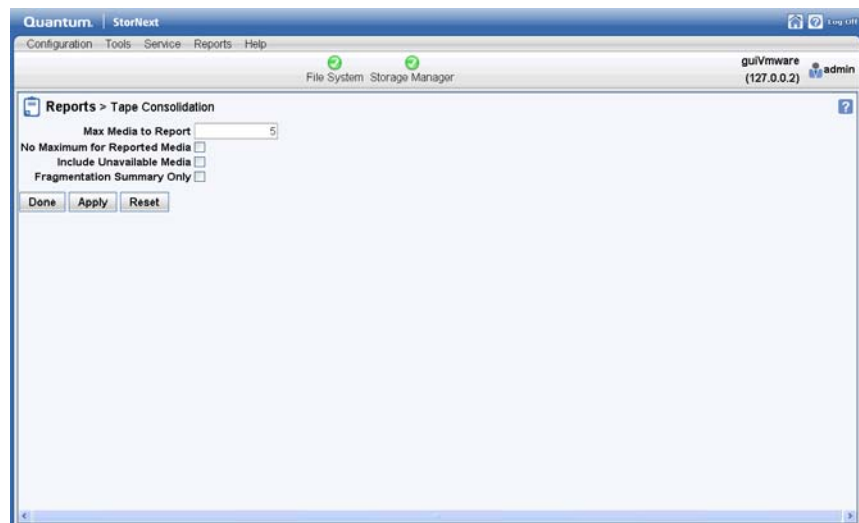 Quantum. StorNext Log Off
Configuration Tools Service Reports Help
File System Storage Manager
guiVmware
(127.0.0.2)
admin
Reports > Tape Consolidation
Max Media to Report 5
No Maximum for Reported Media
Include Unavailable Media
Fragmentation Summary Only
Done Apply Reset